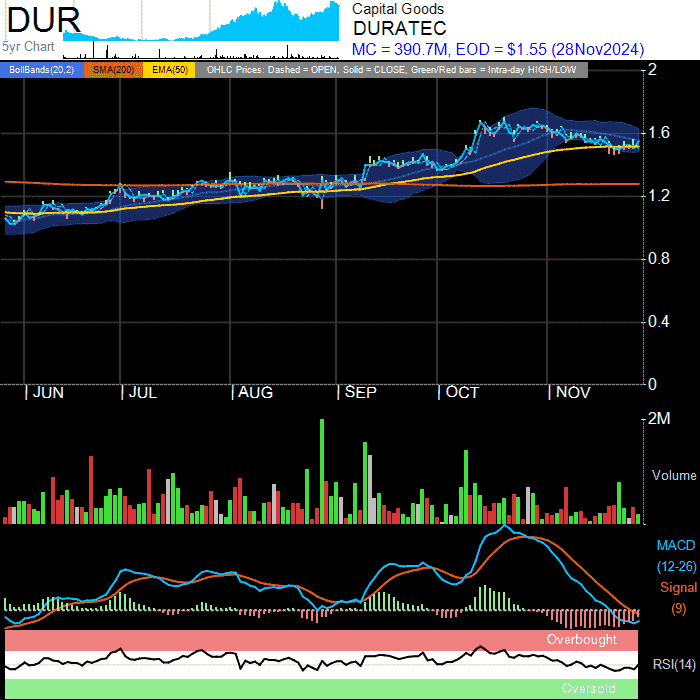 DUR
5yr Chart
Capital Goods
DURATEC
MC = 390.7M, EOD = $1.55 (28Nov2024)
BollBands(20,2) SMA(200) EMA(50) OHLC Prices: Dashed = OPEN, Solid = CLOSE, Green/Red bars = Intra-day HIGH/LOW
2
1.6
1.2
0.8
0.4
0
JUN JUL AUG SEP OCT NOV
2M
Volume
MACD
(12-26)
Signal
(9)
Overbought
RSI(14)
Oversold